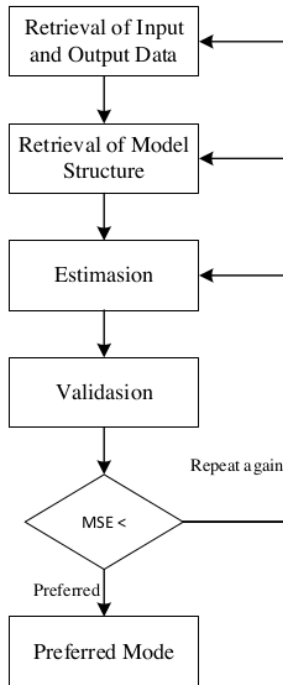 Retrieval of Input
and Output Data
Retrieval of Model
Structure
Estimasion
Validasion
Repeat again
MSE <
Preferred
Preferred Mode